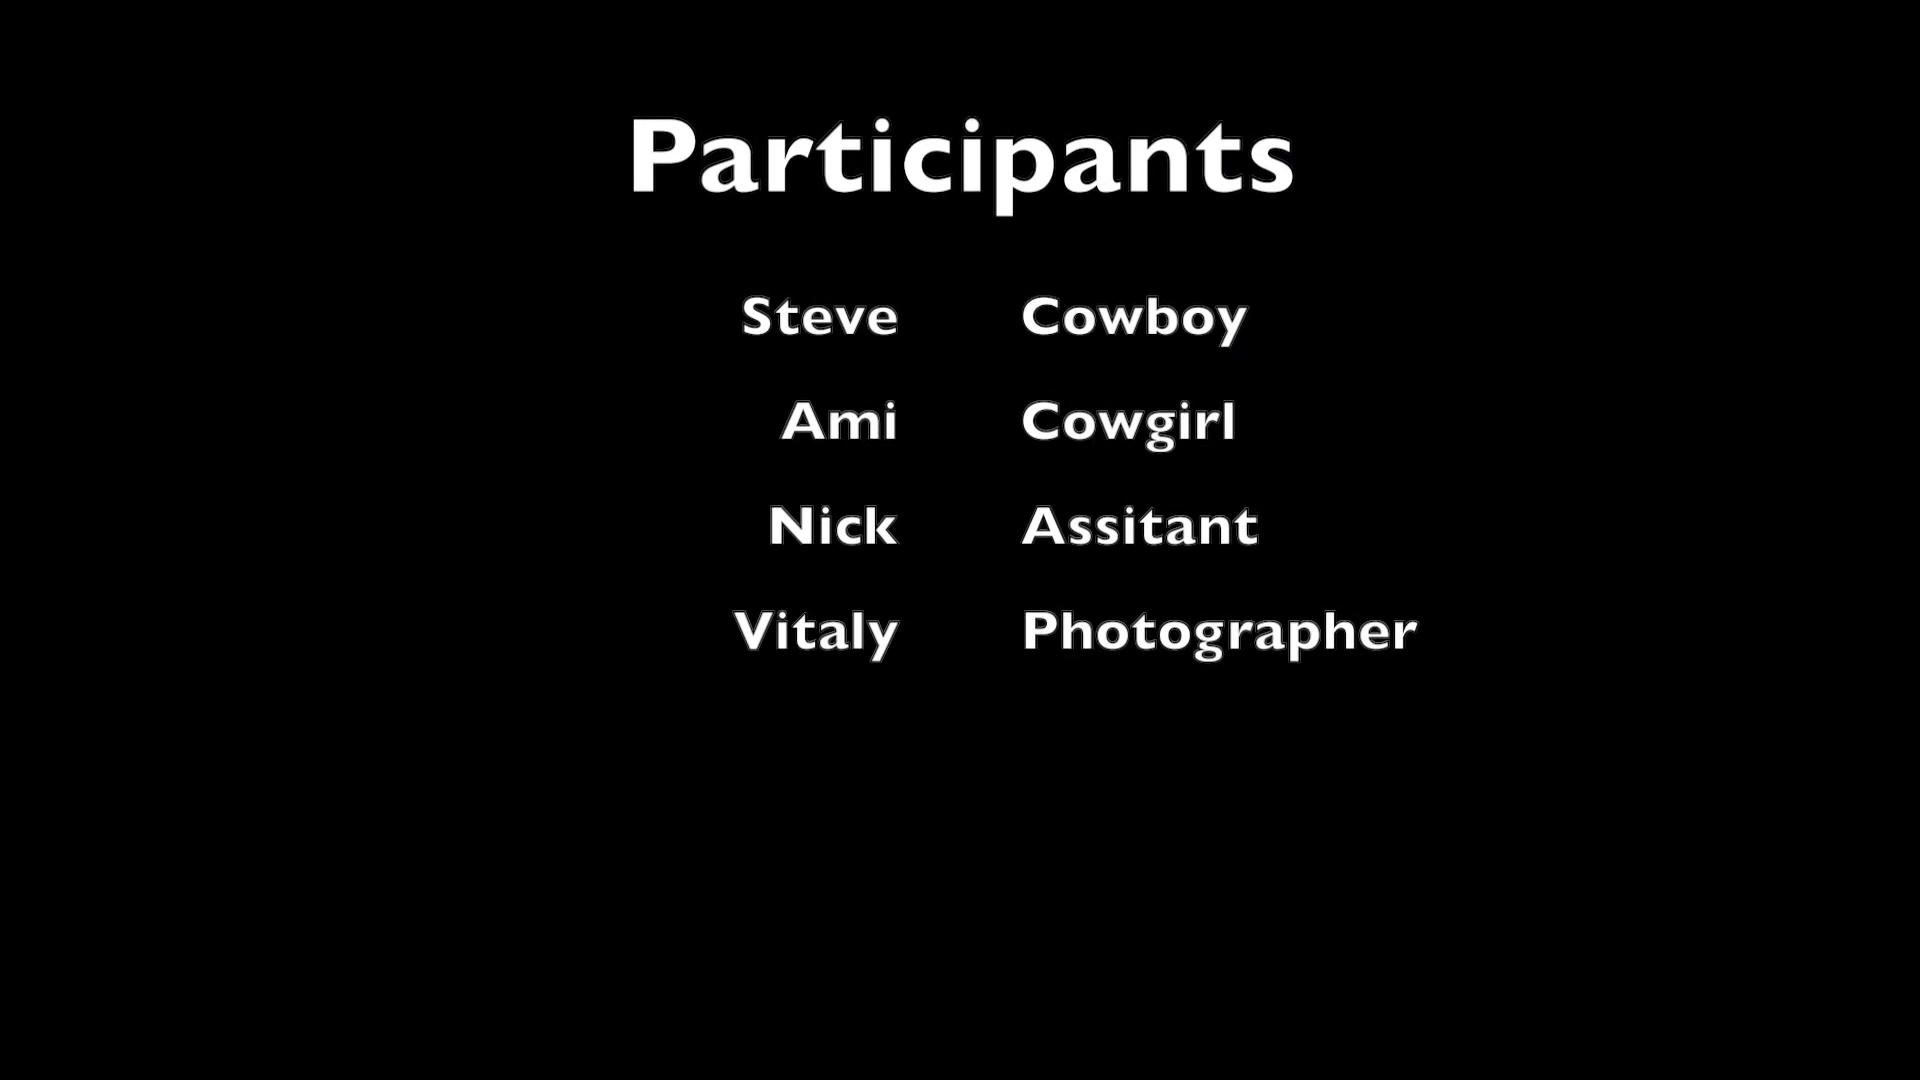 Participants
Steve Cowboy
Ami Cowgirl
Nick Assitant
Vitaly Photographer